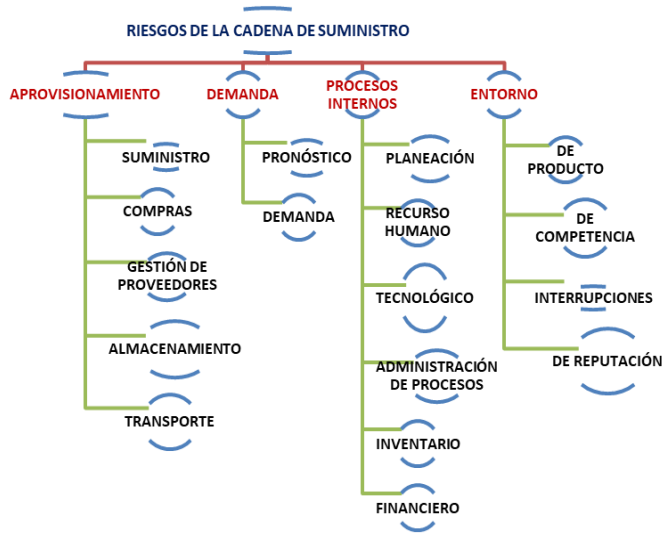 RIESGOS DE LA CADENA DE SUMINISTRO
APROVISIONAMIENTO
SUMINISTRO
COMPRAS
GESTIÓN DE
PROVEEDORES
ALMACENAMIENTO
TRANSPORTE
DEMANDA
PRONÓSTICO
DEMANDA
PROCESOS
INTERNOS
PLANEACIÓN
RECURSO
HUMANO
TECNOLÓGICO
ADMINISTRACIÓN
DE PROCESOS
INVENTARIO
FINANCIERO
ENTORNO
DE
PRODUCTO
DE
COMPETENCIA
INTERRUPCIONES
DE REPUTACIÓN